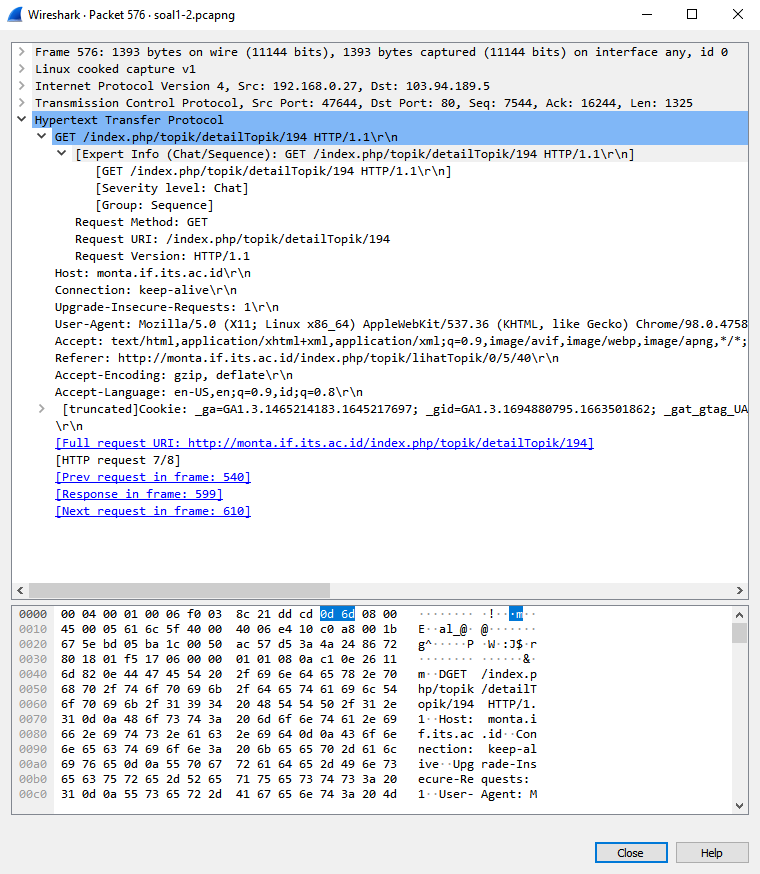 Wireshark · Packet 576 · soal1-2.pcapng
Frame 576: 1393 bytes on wire (11144 bits), 1393 bytes captured (11144 bits) on interface any, id 0
Linux cooked capture v1
Internet Protocol Version 4, Src: 192.168.0.27, Dst: 103.94.189.5
Transmission Control Protocol, Src Port: 47644, Dst Port: 80, Seq: 7544, Ack: 16244, Len: 1325
Hypertext Transfer Protocol
GET /index.php/topik/detailTopik/194 HTTP/1.1\r\n
[Expert Info (Chat/Sequence): GET /index.php/topik/detailTopik/194 HTTP/1.1\r\n]
[GET /index.php/topik/detailTopik/194 HTTP/1.1\r\n]
[Severity level: Chat]
[Group: Sequence]
Request Method: GET
Request URI: /index.php/topik/detailTopik/194
Request Version: HTTP/1.1
Host: monta.if.its.ac.id\r\n
Connection: keep-alive\r\n
Upgrade-Insecure-Requests: 1\r\n
User-Agent: Mozilla/5.0 (X11; Linux x86_64) AppleWebKit/537.36 (KHTML, like Gecko) Chrome/98.0.4758
Accept: text/html,application/xhtml+xml,application/xml;q=0.9,image/avif,image/webp,image/apng,*/*;
Referer: http://monta.if.its.ac.id/index.php/topik/lihatTopik/0/5/40\r\n
Accept-Encoding: gzip, deflate\r\n
Accept-Language: en-US,en;q=0.9,id;q=0.8\r\n
[truncated]Cookie: _ga=GA1.3.1465214183.1645217697; _gid=GA1.3.1694880795.1663501862; _gat_gtag_UA
\r\n
[Full request URI: http://monta.if.its.ac.id/index.php/topik/detailTopik/194]
[HTTP request 7/8]
[Prev request in frame: 540]
[Response in frame: 599]
[Next request in frame: 610]
0000 00 04 00 01 00 06 f0 03 8c 21 dd cd 0d 6d 08 00 ········ ·!···m··
0010 45 00 05 61 6c 5f 40 00 40 06 e4 10 c0 a8 00 1b E··al_@· @·······
0020 67 5e bd 05 ba 1c 00 50 ac 57 d5 3a 4a 24 86 72 g^·····P ·W·:J$·r
0030 80 18 01 f5 17 06 00 00 01 01 08 0a c1 0e 26 11 ········ ······&·
0040 6d 82 0e 44 47 45 54 20 2f 69 6e 64 65 78 2e 70 m··DGET /index.p
0050 68 70 2f 74 6f 70 69 6b 2f 64 65 74 61 69 6c 54 hp/topik /detailT
0060 6f 70 69 6b 2f 31 39 34 20 48 54 54 50 2f 31 2e opik/194 HTTP/1.
0070 31 0d 0a 48 6f 73 74 3a 20 6d 6f 6e 74 61 2e 69 1··Host: monta.i
0080 66 2e 69 74 73 2e 61 63 2e 69 64 0d 0a 43 6f 6e f.its.ac .id··Con
0090 6e 65 63 74 69 6f 6e 3a 20 6b 65 65 70 2d 61 6c nection: keep-al
00a0 69 76 65 0d 0a 55 70 67 72 61 64 65 2d 49 6e 73 ive··Upg rade-Ins
00b0 65 63 75 72 65 2d 52 65 71 75 65 73 74 73 3a 20 ecure-Re quests:
00c0 31 0d 0a 55 73 65 72 2d 41 67 65 6e 74 3a 20 4d 1··User- Agent: M
Close
Help